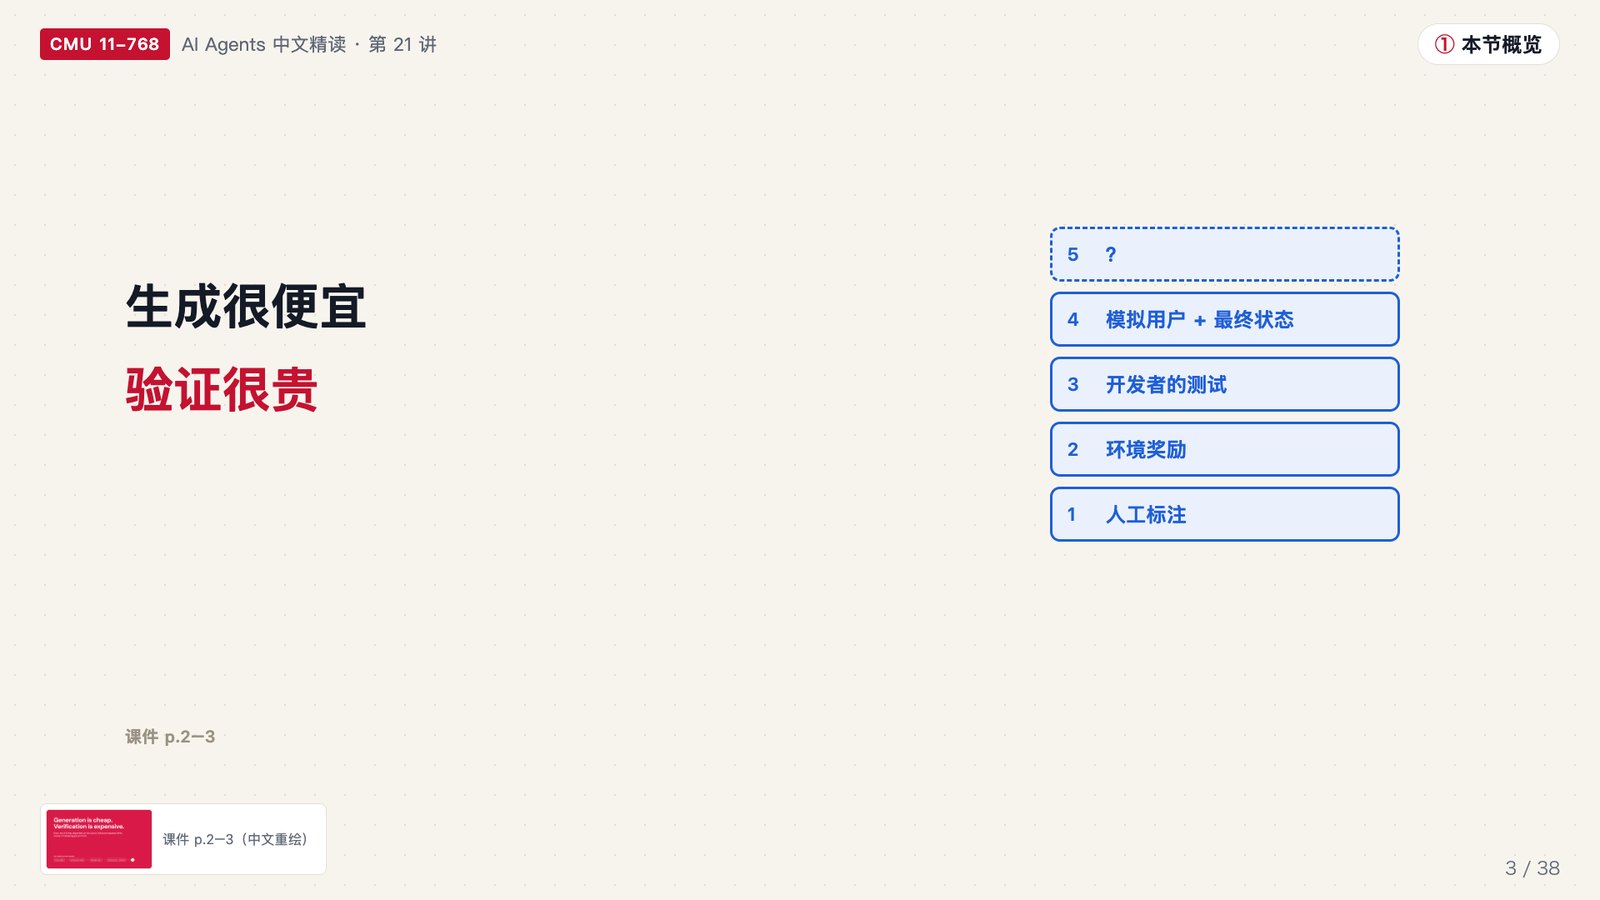 CMU 11–768 AI Agents 中文精读 · 第 21 讲
① 本节概览
生成很便宜
验证很贵
5 ?
4 模拟用户 + 最终状态
3 开发者的测试
2 环境奖励
1 人工标注
课件 p.2–3
Generation is cheap.
Verification is expensive.
课件 p.2–3（中文重绘）
3 / 38